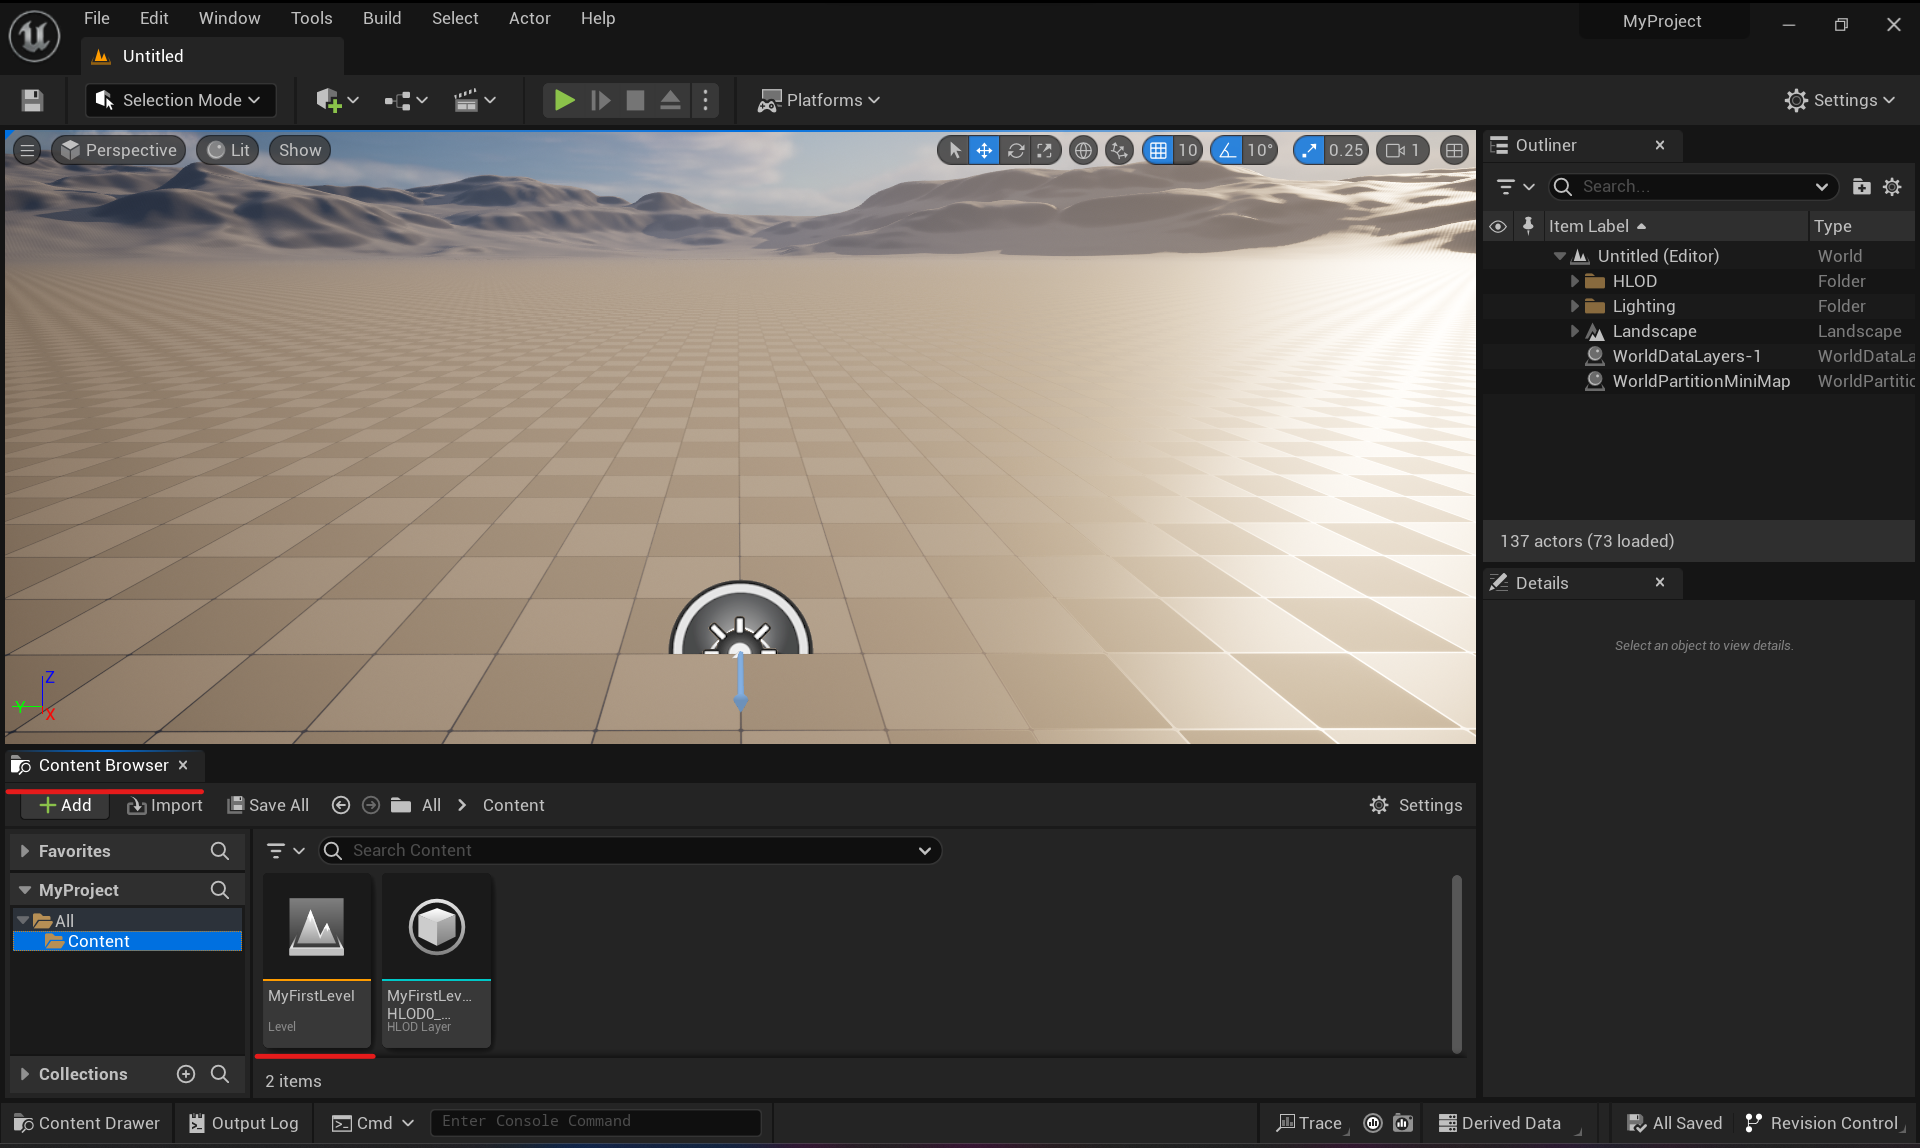 File Edit Window Tools Build Select Actor Help
MyProject
Untitled
Selection Mode
Platforms
Settings
Perspective
Lit
Show
10
10°
0.25
1
Z
Y
X
Outliner
Search...
Item Label
Type
Untitled (Editor) World
HLOD Folder
Lighting Folder
Landscape Landscape
WorldDataLayers-1 WorldDataLa
WorldPartitionMiniMap WorldPartitic
137 actors (73 loaded)
Details
Select an object to view details.
Content Browser
Add
Import
Save All
All
Content
Settings
Favorites
MyProject
All
Content
Collections
Search Content
MyFirstLevel
Level
MyFirstLev...
HLOD0_...
HLOD Layer
2 items
Content Drawer
Output Log
Cmd
Enter Console Command
Trace
Derived Data
All Saved
Revision Control